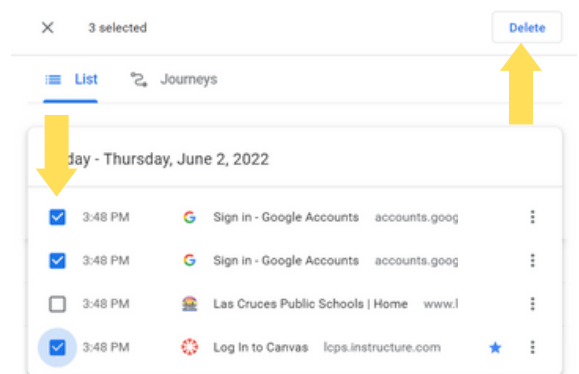 3 selected Delete
List Journeys
day - Thursday, June 2, 2022
3:48 PM Sign in - Google Accounts accounts.goog
3:48 PM Sign in - Google Accounts accounts.goog
3:48 PM Las Cruces Public Schools | Home www.l
3:48 PM Log In to Canvas lcps.instructure.com